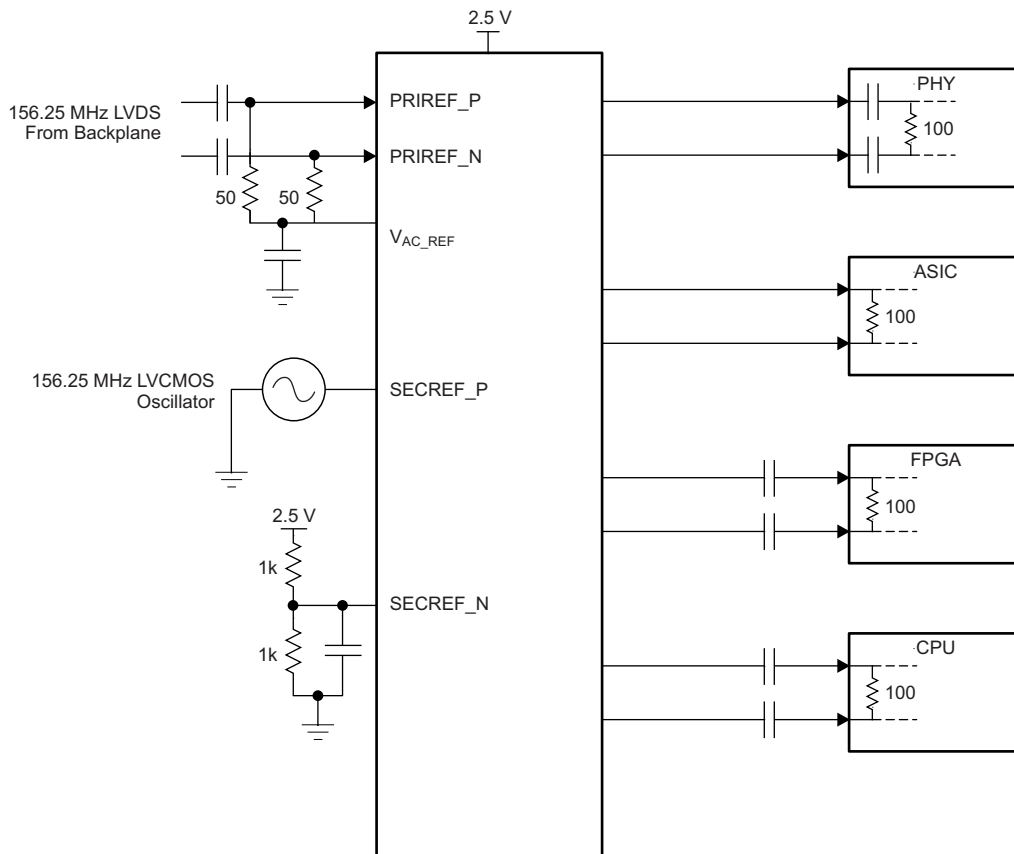 2.5 V
156.25 MHz LVDS
From Backplane
PRIREF_P
PRIREF_N
50
50
VAC_REF
156.25 MHz LVCMOS
Oscillator
SECREF_P
2.5 V
1k
SECREF_N
1k
PHY
100
ASIC
100
FPGA
100
CPU
100